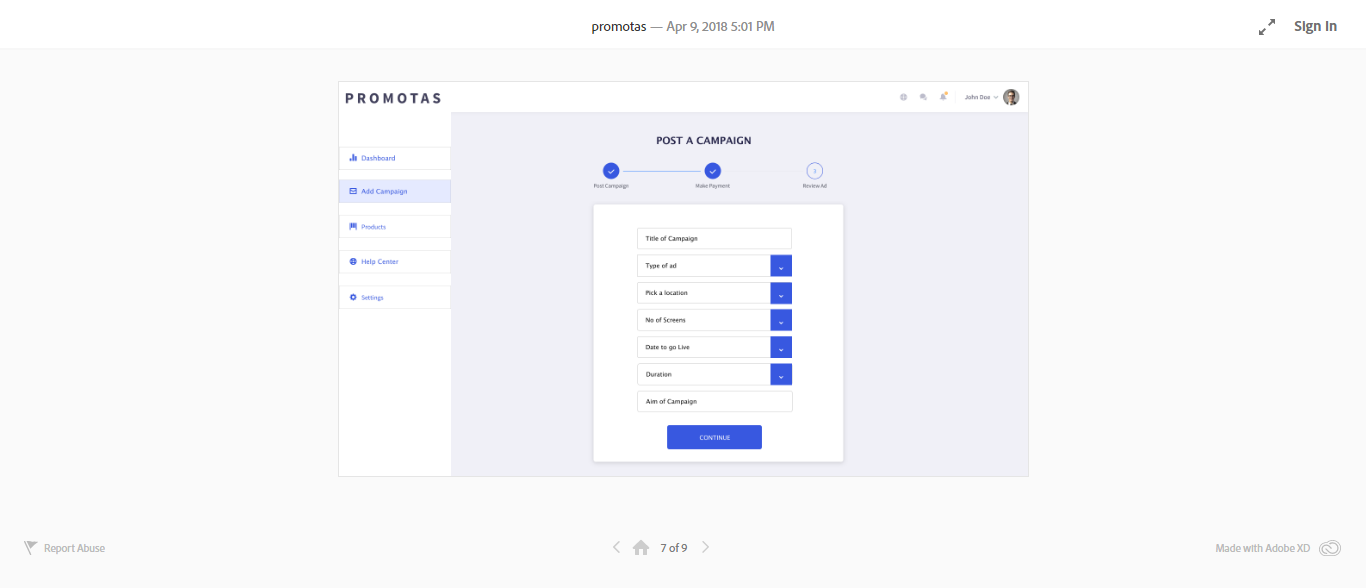 promotas — Apr 9, 2018 5:01 PM
Sign In
PROMOTAS
John Doe
POST A CAMPAIGN
Dashboard
Add Campaign
Products
Help Center
Settings
Post Campaign
Make Payment
3
Review Ad
Title of Campaign
Type of ad
Pick a location
No of Screens
Date to go Live
Duration
Aim of Campaign
CONTINUE
Report Abuse
7 of 9
Made with Adobe XD